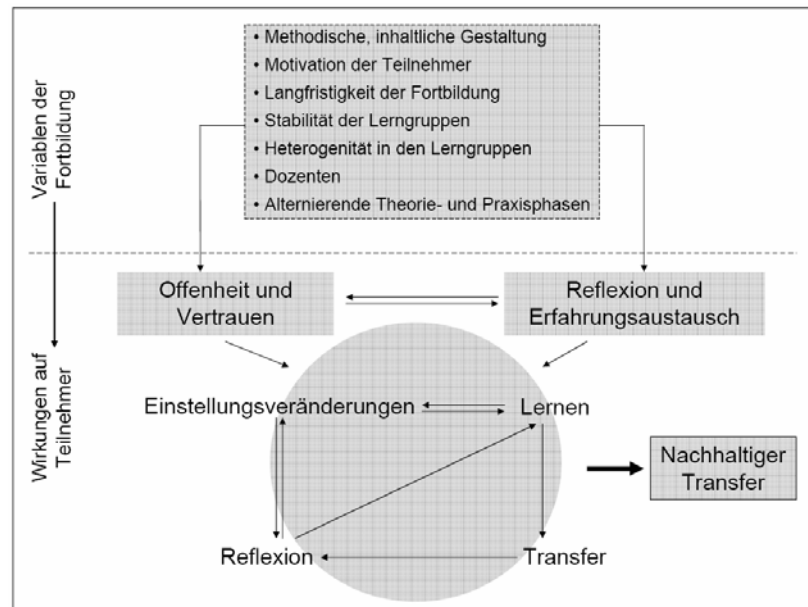 • Methodische, inhaltliche Gestaltung
• Motivation der Teilnehmer
• Langfristigkeit der Fortbildung
• Stabilität der Lerngruppen
• Heterogenität in den Lerngruppen
• Dozenten
• Alternierende Theorie- und Praxisphasen
Variablen der
Fortbildung
Offenheit und
Vertrauen
Reflexion und
Erfahrungsaustausch
Wirkungen auf
Teilnehmer
Einstellungsveränderungen
Lernen
Nachhaltiger
Transfer
Reflexion
Transfer